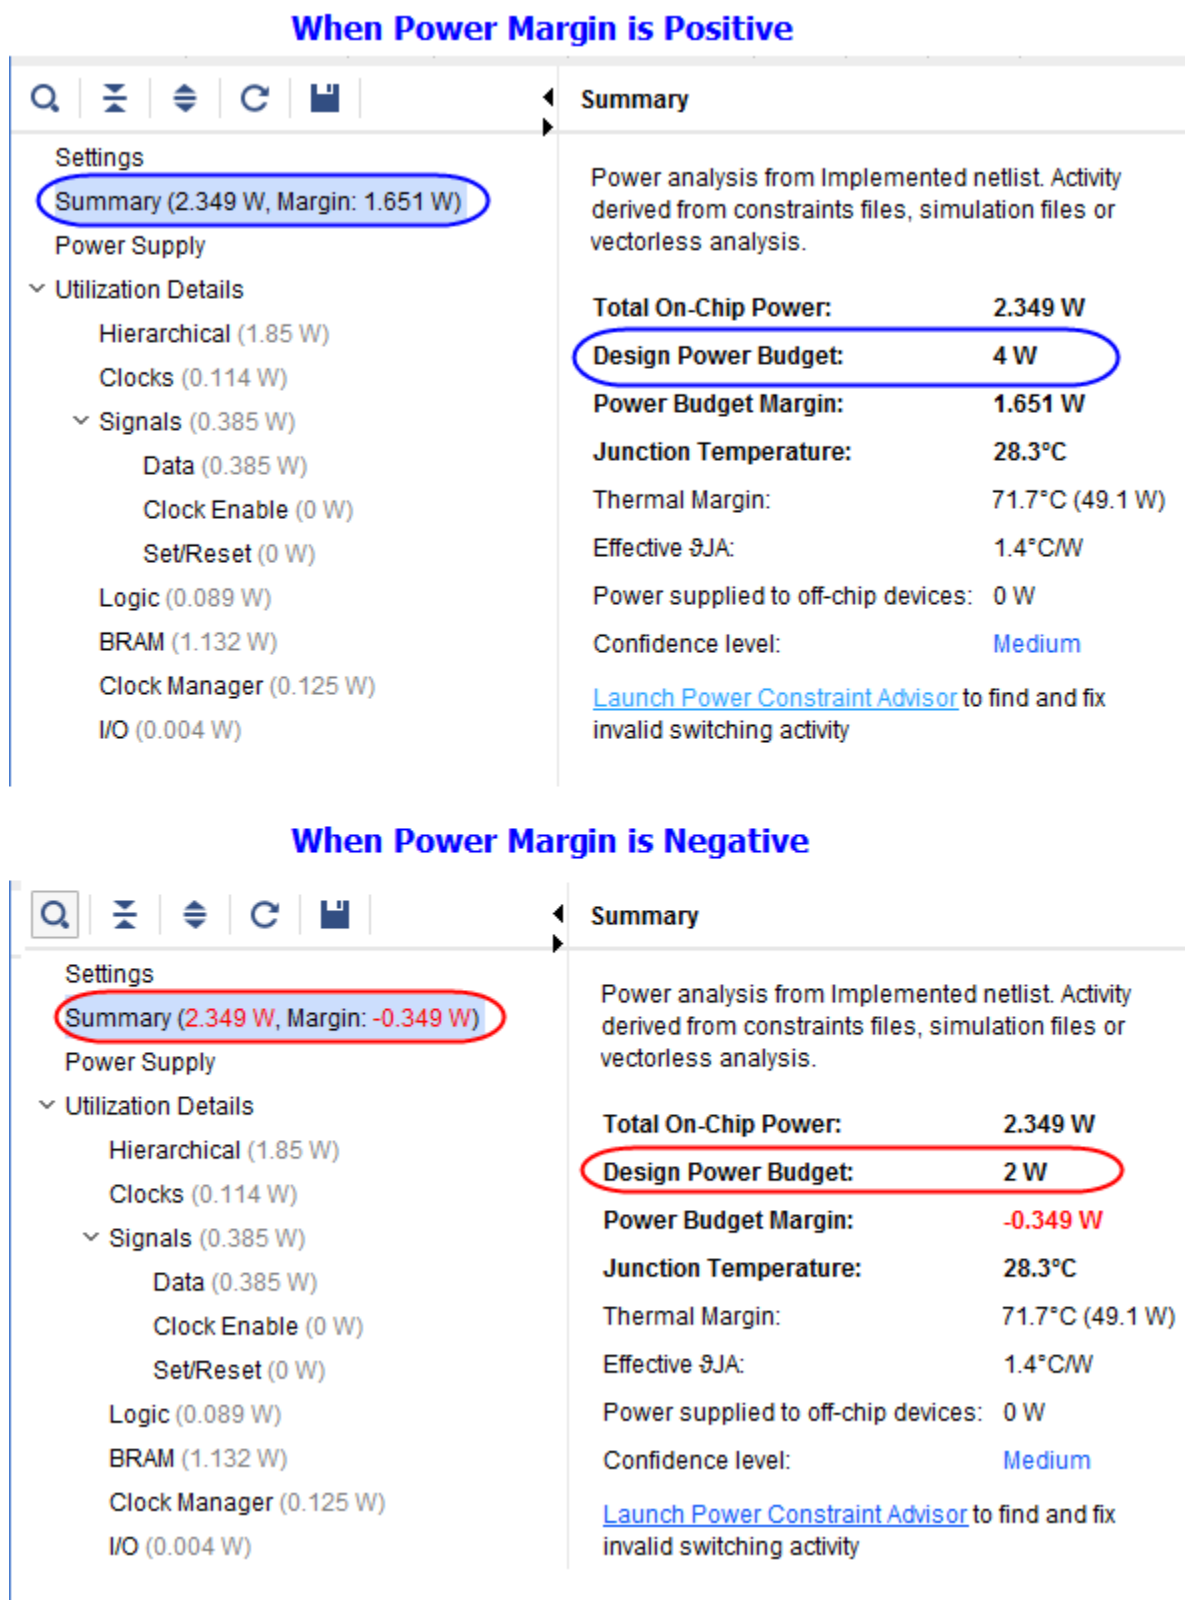 When Power Margin is Positive
Summary
Settings
Summary (2.349 W, Margin: 1.651 W)
Power Supply
Utilization Details
Hierarchical (1.85 W)
Clocks (0.114 W)
Signals (0.385 W)
Data (0.385 W)
Clock Enable (0 W)
Set/Reset (0 W)
Logic (0.089 W)
BRAM (1.132 W)
Clock Manager (0.125 W)
I/O (0.004 W)
Power analysis from Implemented netlist. Activity
derived from constraints files, simulation files or
vectorless analysis.
Total On-Chip Power: 2.349 W
Design Power Budget: 4 W
Power Budget Margin: 1.651 W
Junction Temperature: 28.3°C
Thermal Margin: 71.7°C (49.1 W)
Effective ϑJA: 1.4°C/W
Power supplied to off-chip devices: 0 W
Confidence level: Medium
Launch Power Constraint Advisor to find and fix
invalid switching activity
When Power Margin is Negative
Summary
Settings
Summary (2.349 W, Margin: -0.349 W)
Power Supply
Utilization Details
Hierarchical (1.85 W)
Clocks (0.114 W)
Signals (0.385 W)
Data (0.385 W)
Clock Enable (0 W)
Set/Reset (0 W)
Logic (0.089 W)
BRAM (1.132 W)
Clock Manager (0.125 W)
I/O (0.004 W)
Power analysis from Implemented netlist. Activity
derived from constraints files, simulation files or
vectorless analysis.
Total On-Chip Power: 2.349 W
Design Power Budget: 2 W
Power Budget Margin: -0.349 W
Junction Temperature: 28.3°C
Thermal Margin: 71.7°C (49.1 W)
Effective ϑJA: 1.4°C/W
Power supplied to off-chip devices: 0 W
Confidence level: Medium
Launch Power Constraint Advisor to find and fix
invalid switching activity